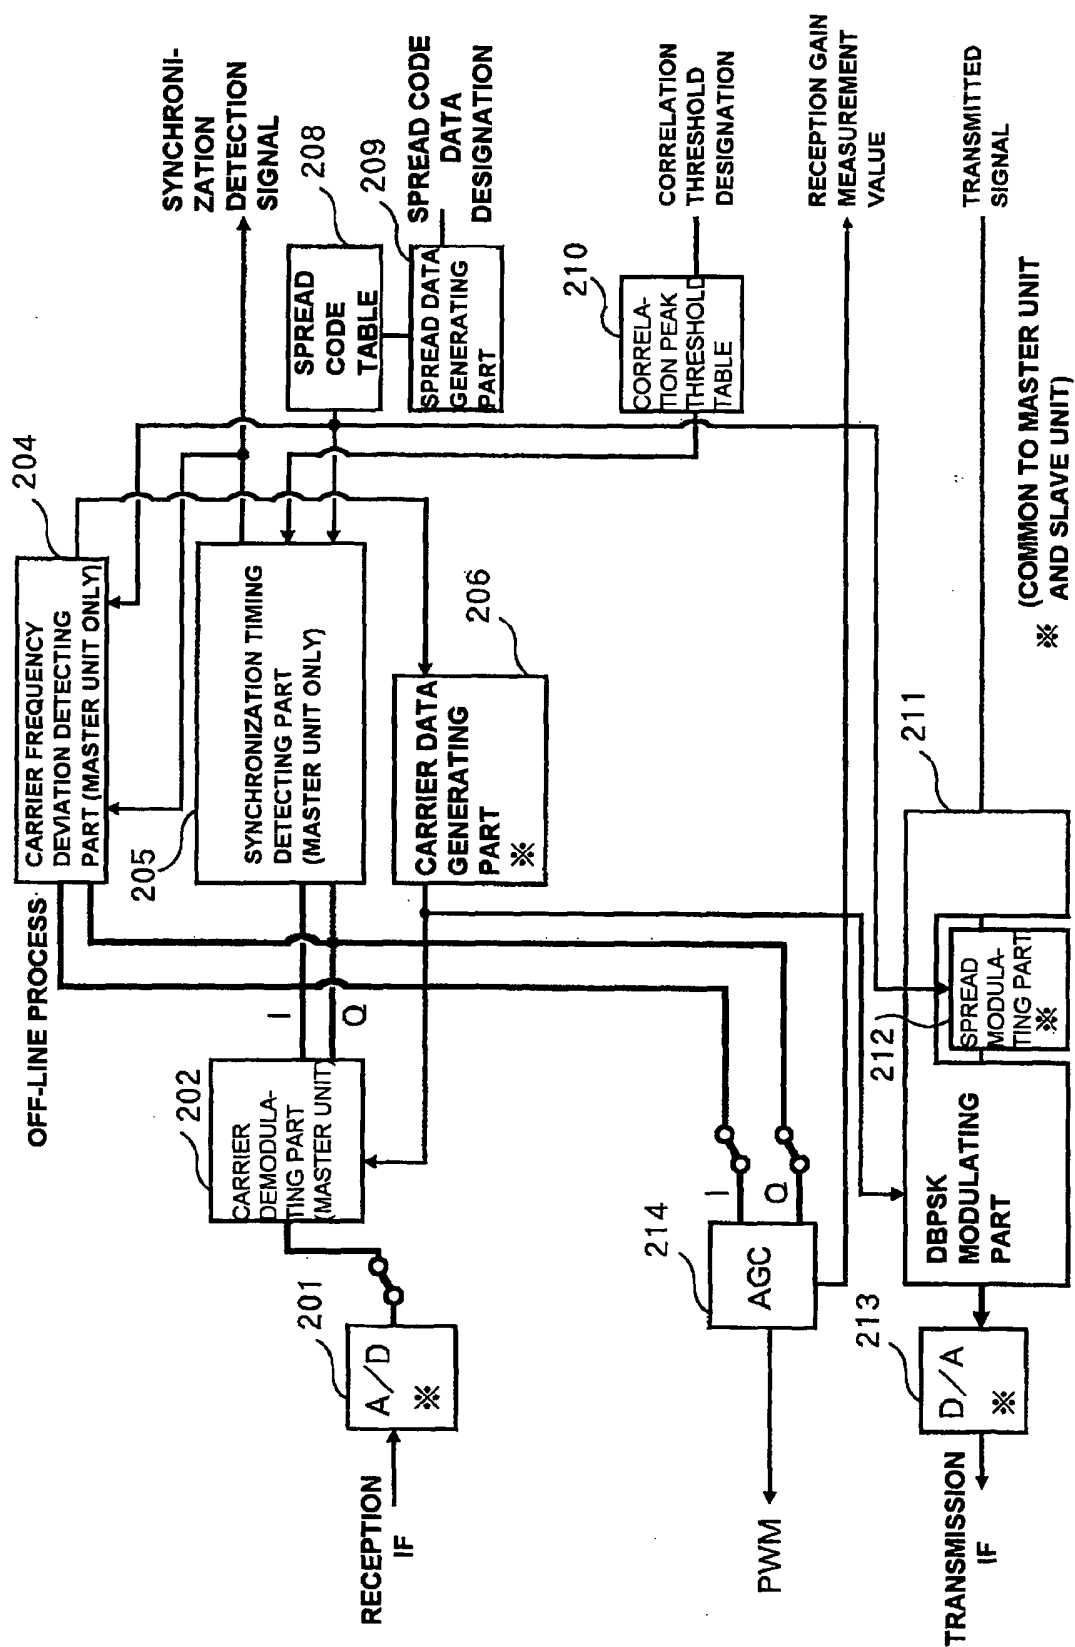 OFF-LINE PROCESS
CARRIER FREQUENCY
DEVIATION DETECTING
PART (MASTER UNIT ONLY)
204
SYNCHRONI-
ZATION
DETECTION
SIGNAL
202
CARRIER
DEMODULA-
TING PART
(MASTER UNIT)
I
Q
205
SYNCHRONIZATION TIMING
DETECTING PART
(MASTER UNIT ONLY)
SPREAD
CODE
TABLE
208
RECEPTION
IF
201
A/D
※
CARRIER DATA
GENERATING
PART
※
206
SPREAD DATA
GENERATING
PART
209
SPREAD CODE
DATA
DESIGNATION
210
CORRELA-
TION PEAK
THRESHOLD
TABLE
CORRELATION
THRESHOLD
DESIGNATION
PWM
214
AGC
I
Q
RECEPTION GAIN
MEASUREMENT
VALUE
TRANSMISSION
IF
213
D/A
※
DBPSK
MODULATING
PART
212
SPREAD
MODULA-
TING PART
※
211
TRANSMITTED
SIGNAL
※
(COMMON TO MASTER UNIT
AND SLAVE UNIT)